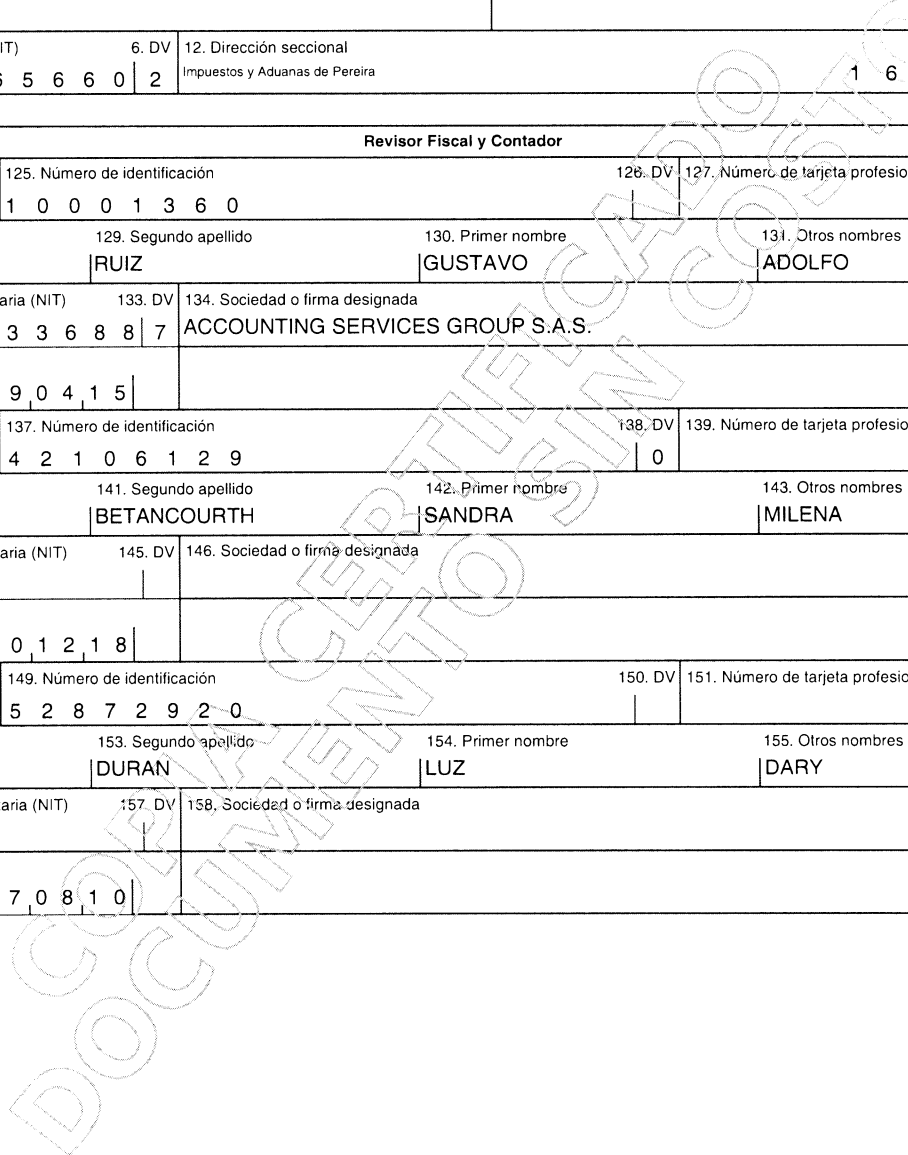 IT) 6. DV 12. Dirección seccional
5 6 6 0 2 Impuestos y Aduanas de Pereira 1 6
Revisor Fiscal y Contador
125. Número de identificación 126. DV 127. Número de tarjeta profesio
1 0 0 0 1 3 6 0
129. Segundo apellido 130. Primer nombre 131. Otros nombres
RUIZ GUSTAVO ADOLFO
aria (NIT) 133. DV 134. Sociedad o firma designada
3 3 6 8 8 7 ACCOUNTING SERVICES GROUP S.A.S.
9 0 4 1 5
137. Número de identificación 138. DV 139. Número de tarjeta profesio
4 2 1 0 6 1 2 9 0
141. Segundo apellido 142. Primer nombre 143. Otros nombres
BETANCOURTH SANDRA MILENA
aria (NIT) 145. DV 146. Sociedad o firma designada
0 1 2 1 8
149. Número de identificación 150. DV 151. Número de tarjeta profesio
5 2 8 7 2 9 2 0
153. Segundo apellido 154. Primer nombre 155. Otros nombres
DURAN LUZ DARY
aria (NIT) 157. DV 158. Sociedad o firma designada
7 0 8 1 0
COPIA CERTIFICADO
DOCUMENTO SIN COSTO